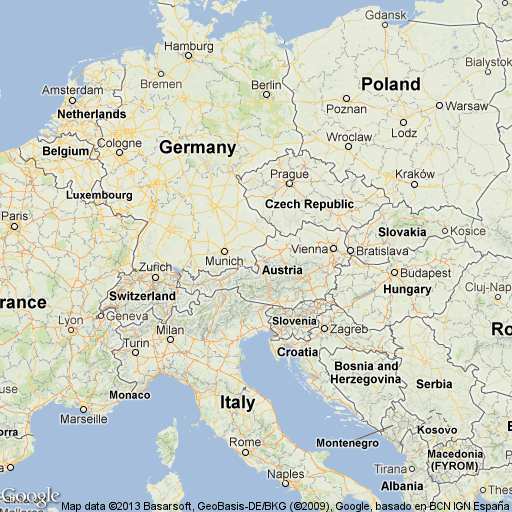 Gdansk
Hamburg
Bialystok
Bremen
Berlin
Poland
Amsterdam
Poznan
Warsaw
Netherlands
Lodz
Belgium
Cologne
Germany
Wroclaw
Prague
Kraków
Luxembourg
Czech Republic
Paris
Slovakia
Kosice
Munich
Vienna
Bratislava
Zurich
Austria
Budapest
Switzerland
Hungary
Cluj-Nap
rance
Geneva
Slovenia
Lyon
Milan
Zagreb
Ro
Turin
Croatia
Bosnia and
Herzegovina
Serbia
Monaco
Italy
Marseille
Kosovo
orra
Rome
Montenegro
Macedonia
(FYROM)
Tirana
Naples
Albania
Thes
Google
Map data ©2013 Basarsoft, GeoBasis-DE/BKG (©2009), Google, basado en BCN IGN España